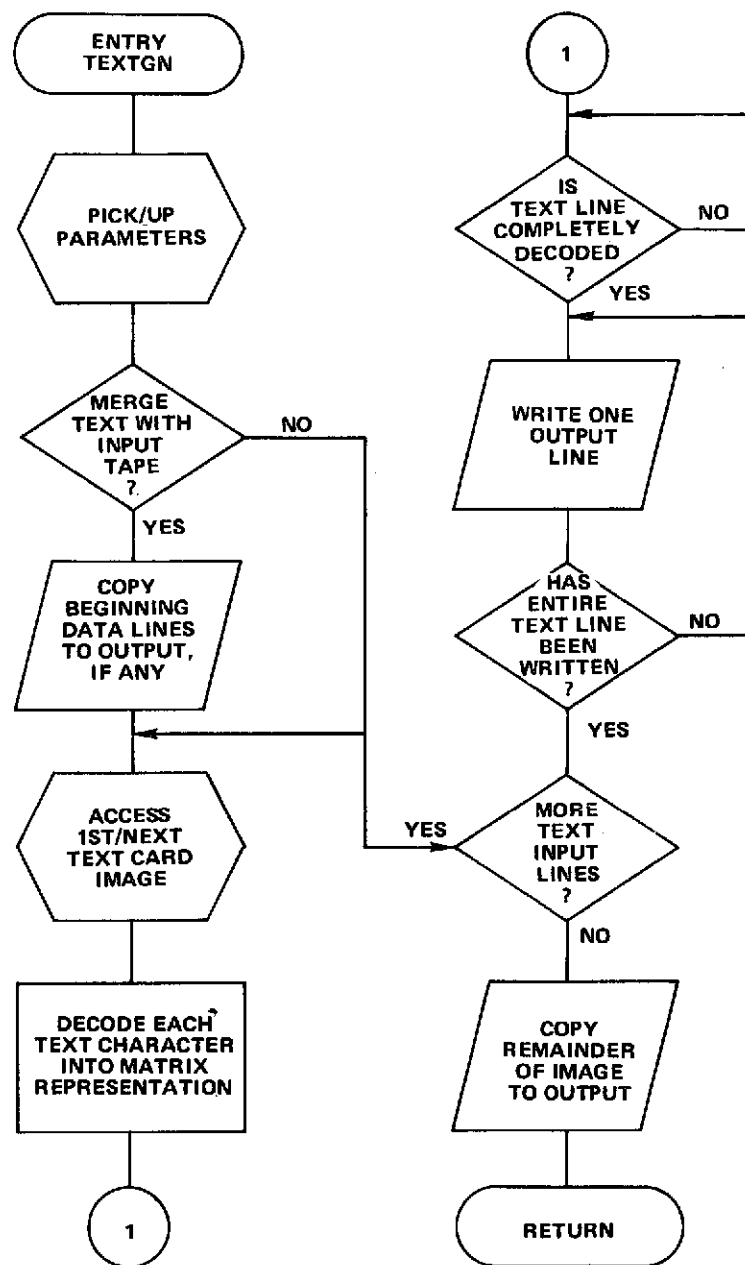 ENTRY
TEXTGN
PICK/UP
PARAMETERS
MERGE
TEXT WITH
INPUT
TAPE
?
NO
YES
COPY
BEGINNING
DATA LINES
TO OUTPUT,
IF ANY
ACCESS
1ST/NEXT
TEXT CARD
IMAGE
DECODE EACH
TEXT CHARACTER
INTO MATRIX
REPRESENTATION
1
1
IS
TEXT LINE
COMPLETELY
DECODED
?
NO
YES
WRITE ONE
OUTPUT
LINE
HAS
ENTIRE
TEXT LINE
BEEN
WRITTEN
?
NO
YES
YES
MORE
TEXT
INPUT
LINES
?
NO
COPY
REMAINDER
OF IMAGE
TO OUTPUT
RETURN